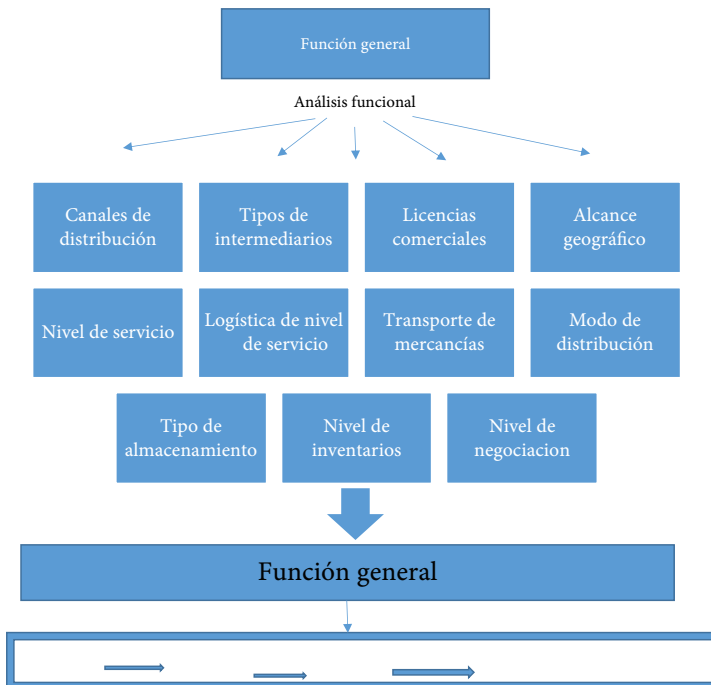 Función general
Análisis funcional
Canales de
distribución
Tipos de
intermediarios
Licencias
comerciales
Alcance
geográfico
Nivel de servicio
Logística de nivel
de servicio
Transporte de
mercancías
Modo de
distribución
Tipo de
almacenamiento
Nivel de
inventarios
Nivel de
negociacion
Función general